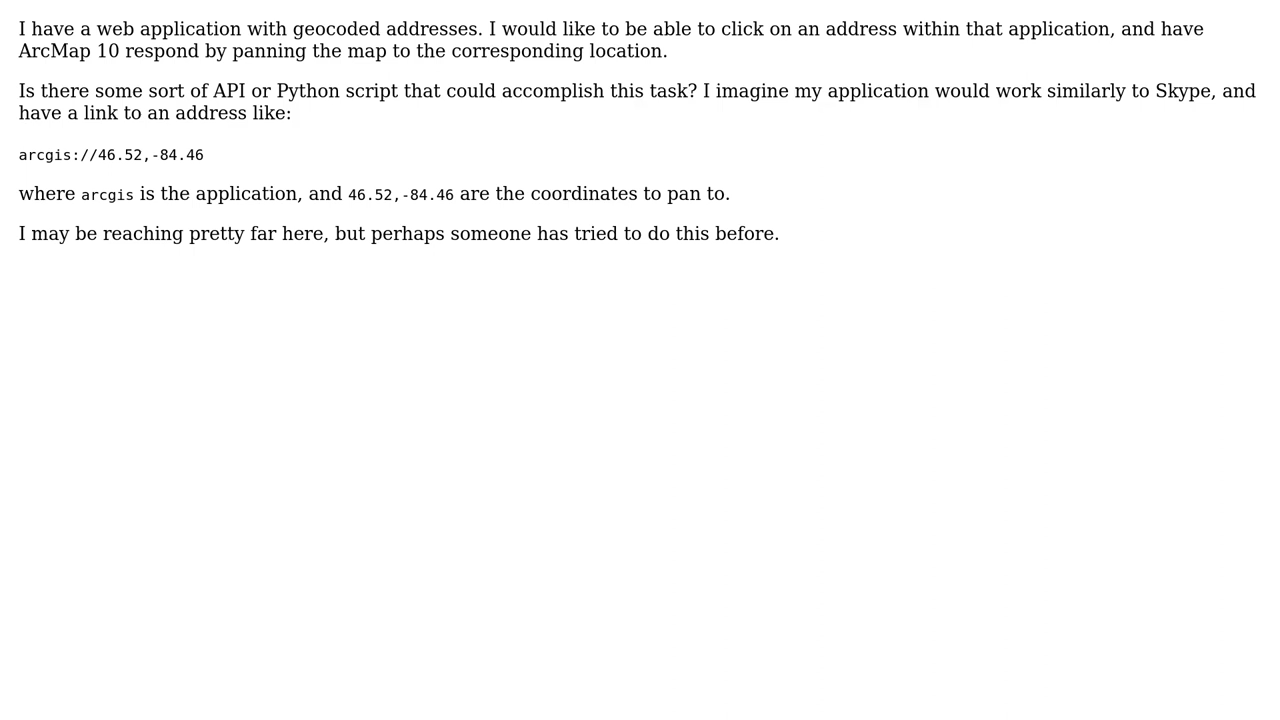 I have a web application with geocoded addresses. I would like to be able to click on an address within that application, and have
ArcMap 10 respond by panning the map to the corresponding location.
Is there some sort of API or Python script that could accomplish this task? I imagine my application would work similarly to Skype, and
have a link to an address like:
arcgis://46.52,-84.46
where arcgis is the application, and 46.52,-84.46 are the coordinates to pan to.
I may be reaching pretty far here, but perhaps someone has tried to do this before.